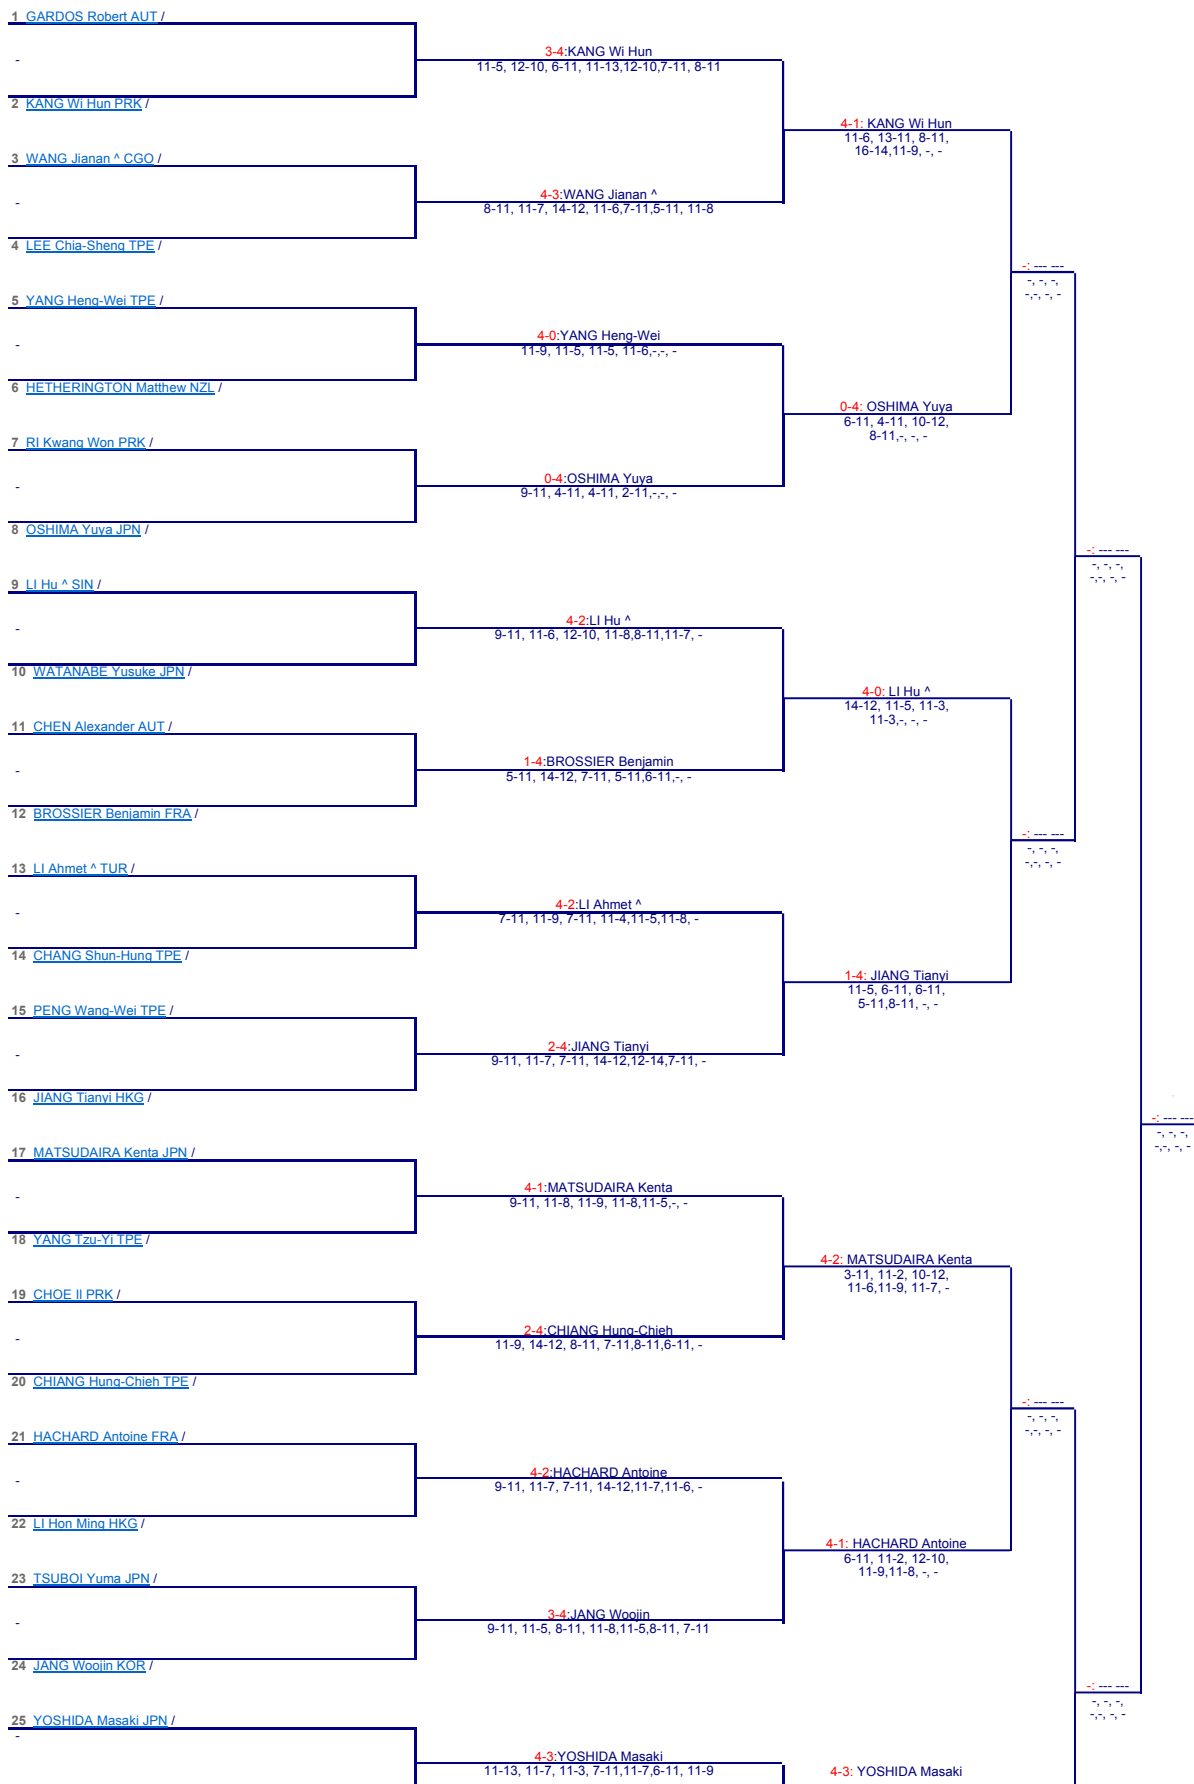 1 GARDOS Robert AUT /
-
3-4:KANG Wi Hun
11-5, 12-10, 6-11, 11-13,12-10,7-11, 8-11
2 KANG Wi Hun PRK /
4-1: KANG Wi Hun
11-6, 13-11, 8-11,
16-14,11-9, -, -
3 WANG Jianan ^ CGO /
-
4-3:WANG Jianan ^
8-11, 11-7, 14-12, 11-6,7-11,5-11, 11-8
4 LEE Chia-Sheng TPE /
-: --- ---
-, -, -,
-,-, -, -
5 YANG Heng-Wei TPE /
-
4-0:YANG Heng-Wei
11-9, 11-5, 11-5, 11-6,-,-, -
6 HETHERINGTON Matthew NZL /
0-4: OSHIMA Yuya
6-11, 4-11, 10-12,
8-11,-, -, -
7 RI Kwang Won PRK /
-
0-4:OSHIMA Yuya
9-11, 4-11, 4-11, 2-11,-,-, -
8 OSHIMA Yuya JPN /
-: --- ---
-, -, -,
-,-, -, -
9 LI Hu ^ SIN /
-
4-2:LI Hu ^
9-11, 11-6, 12-10, 11-8,8-11,11-7, -
10 WATANABE Yusuke JPN /
4-0: LI Hu ^
14-12, 11-5, 11-3,
11-3,-, -, -
11 CHEN Alexander AUT /
-
1-4:BROSSIER Benjamin
5-11, 14-12, 7-11, 5-11,6-11,-, -
12 BROSSIER Benjamin FRA /
-: --- ---
-, -, -,
-,-, -, -
13 LI Ahmet ^ TUR /
-
4-2:LI Ahmet ^
7-11, 11-9, 7-11, 11-4,11-5,11-8, -
14 CHANG Shun-Hung TPE /
1-4: JIANG Tianyi
11-5, 6-11, 6-11,
5-11,8-11, -, -
15 PENG Wang-Wei TPE /
-
2-4:JIANG Tianyi
9-11, 11-7, 7-11, 14-12,12-14,7-11, -
16 JIANG Tianyi HKG /
-: --- ---
-, -, -,
-,-, -, -
17 MATSUDAIRA Kenta JPN /
-
4-1:MATSUDAIRA Kenta
9-11, 11-8, 11-9, 11-8,11-5,-, -
18 YANG Tzu-Yi TPE /
4-2: MATSUDAIRA Kenta
3-11, 11-2, 10-12,
11-6,11-9, 11-7, -
19 CHOE Il PRK /
-
2-4:CHIANG Hung-Chieh
11-9, 14-12, 8-11, 7-11,8-11,6-11, -
20 CHIANG Hung-Chieh TPE /
-: --- ---
-, -, -,
-,-, -, -
21 HACHARD Antoine FRA /
-
4-2:HACHARD Antoine
9-11, 11-7, 7-11, 14-12,11-7,11-6, -
22 LI Hon Ming HKG /
4-1: HACHARD Antoine
6-11, 11-2, 12-10,
11-9,11-8, -, -
23 TSUBOI Yuma JPN /
-
3-4:JANG Woojin
9-11, 11-5, 8-11, 11-8,11-5,8-11, 7-11
24 JANG Woojin KOR /
-: --- ---
-, -, -,
-,-, -, -
25 YOSHIDA Masaki JPN /
-
4-3:YOSHIDA Masaki
11-13, 11-7, 11-3, 7-11,11-7,6-11, 11-9
4-3: YOSHIDA Masaki